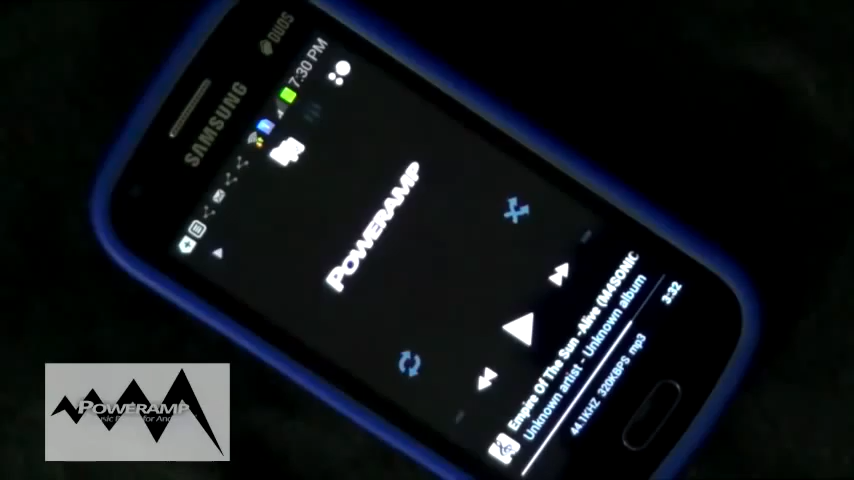 DUOS
SAMSUNG
7:30 PM
POWERAMP
Empire Of The Sun -Alive (M4SONIC
Unknown artist - Unknown album
3:32
44.1KHZ 320KBPS mp3
POWERAMP